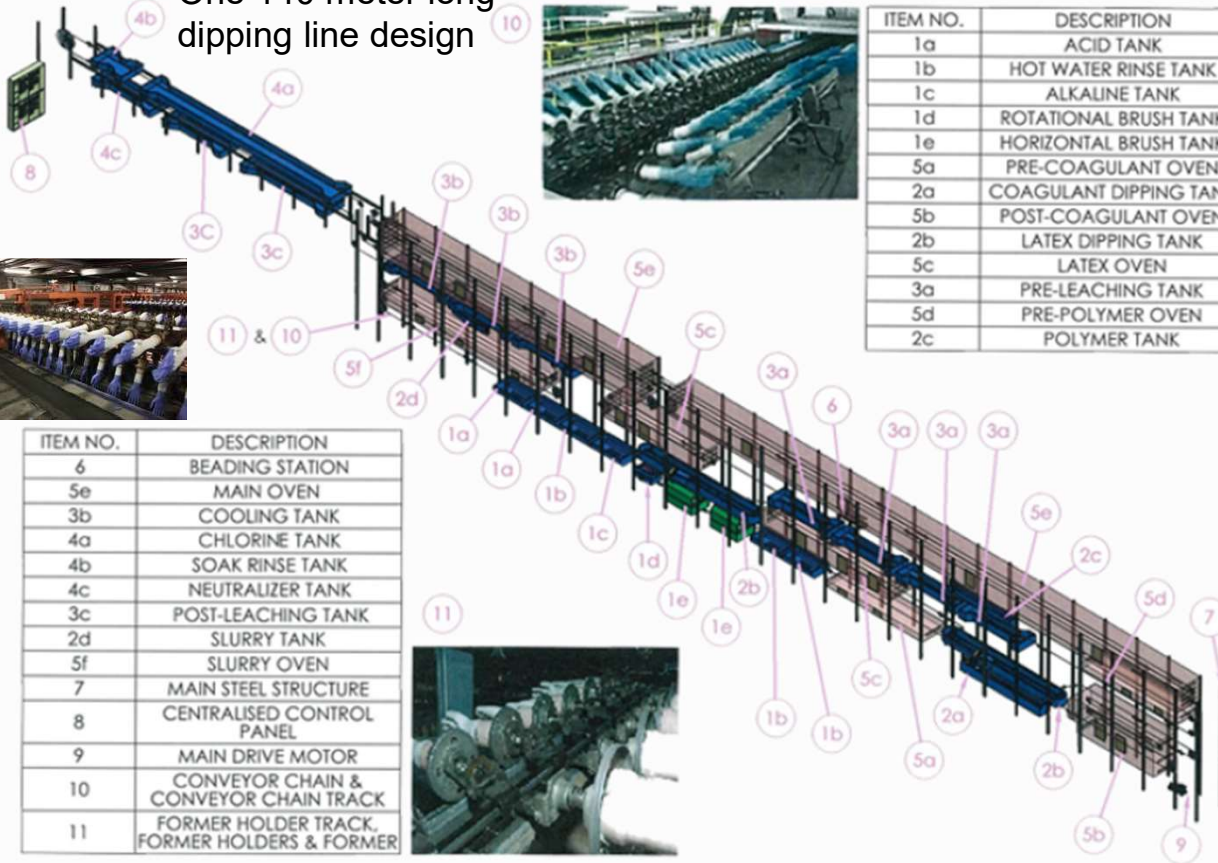 One 140 meter long
dipping line design
ITEM NO. DESCRIPTION
1a ACID TANK
1b HOT WATER RINSE TANK
1c ALKALINE TANK
1d ROTATIONAL BRUSH TANK
1e HORIZONTAL BRUSH TANK
5a PRE-COAGULANT OVEN
2a COAGULANT DIPPING TAN
5b POST-COAGULANT OVEN
2b LATEX DIPPING TANK
5c LATEX OVEN
3a PRE-LEACHING TANK
5d PRE-POLYMER OVEN
2c POLYMER TANK
10
4b
4a
8
4c
3C
3c
3b
3b
3b
5e
11 & 10
5f
2d
5c
3a
6
3a
3a
3a
1a
1a
1b
1c
1d
1e
1e
2b
5e
2c
5d
7
5c
1b
1b
5a
2a
2b
5b
9
ITEM NO. DESCRIPTION
6 BEADING STATION
5e MAIN OVEN
3b COOLING TANK
4a CHLORINE TANK
4b SOAK RINSE TANK
4c NEUTRALIZER TANK
3c POST-LEACHING TANK
2d SLURRY TANK
5f SLURRY OVEN
7 MAIN STEEL STRUCTURE
8 CENTRALISED CONTROL
PANEL
9 MAIN DRIVE MOTOR
10 CONVEYOR CHAIN &
CONVEYOR CHAIN TRACK
11 FORMER HOLDER TRACK,
FORMER HOLDERS & FORMER
11